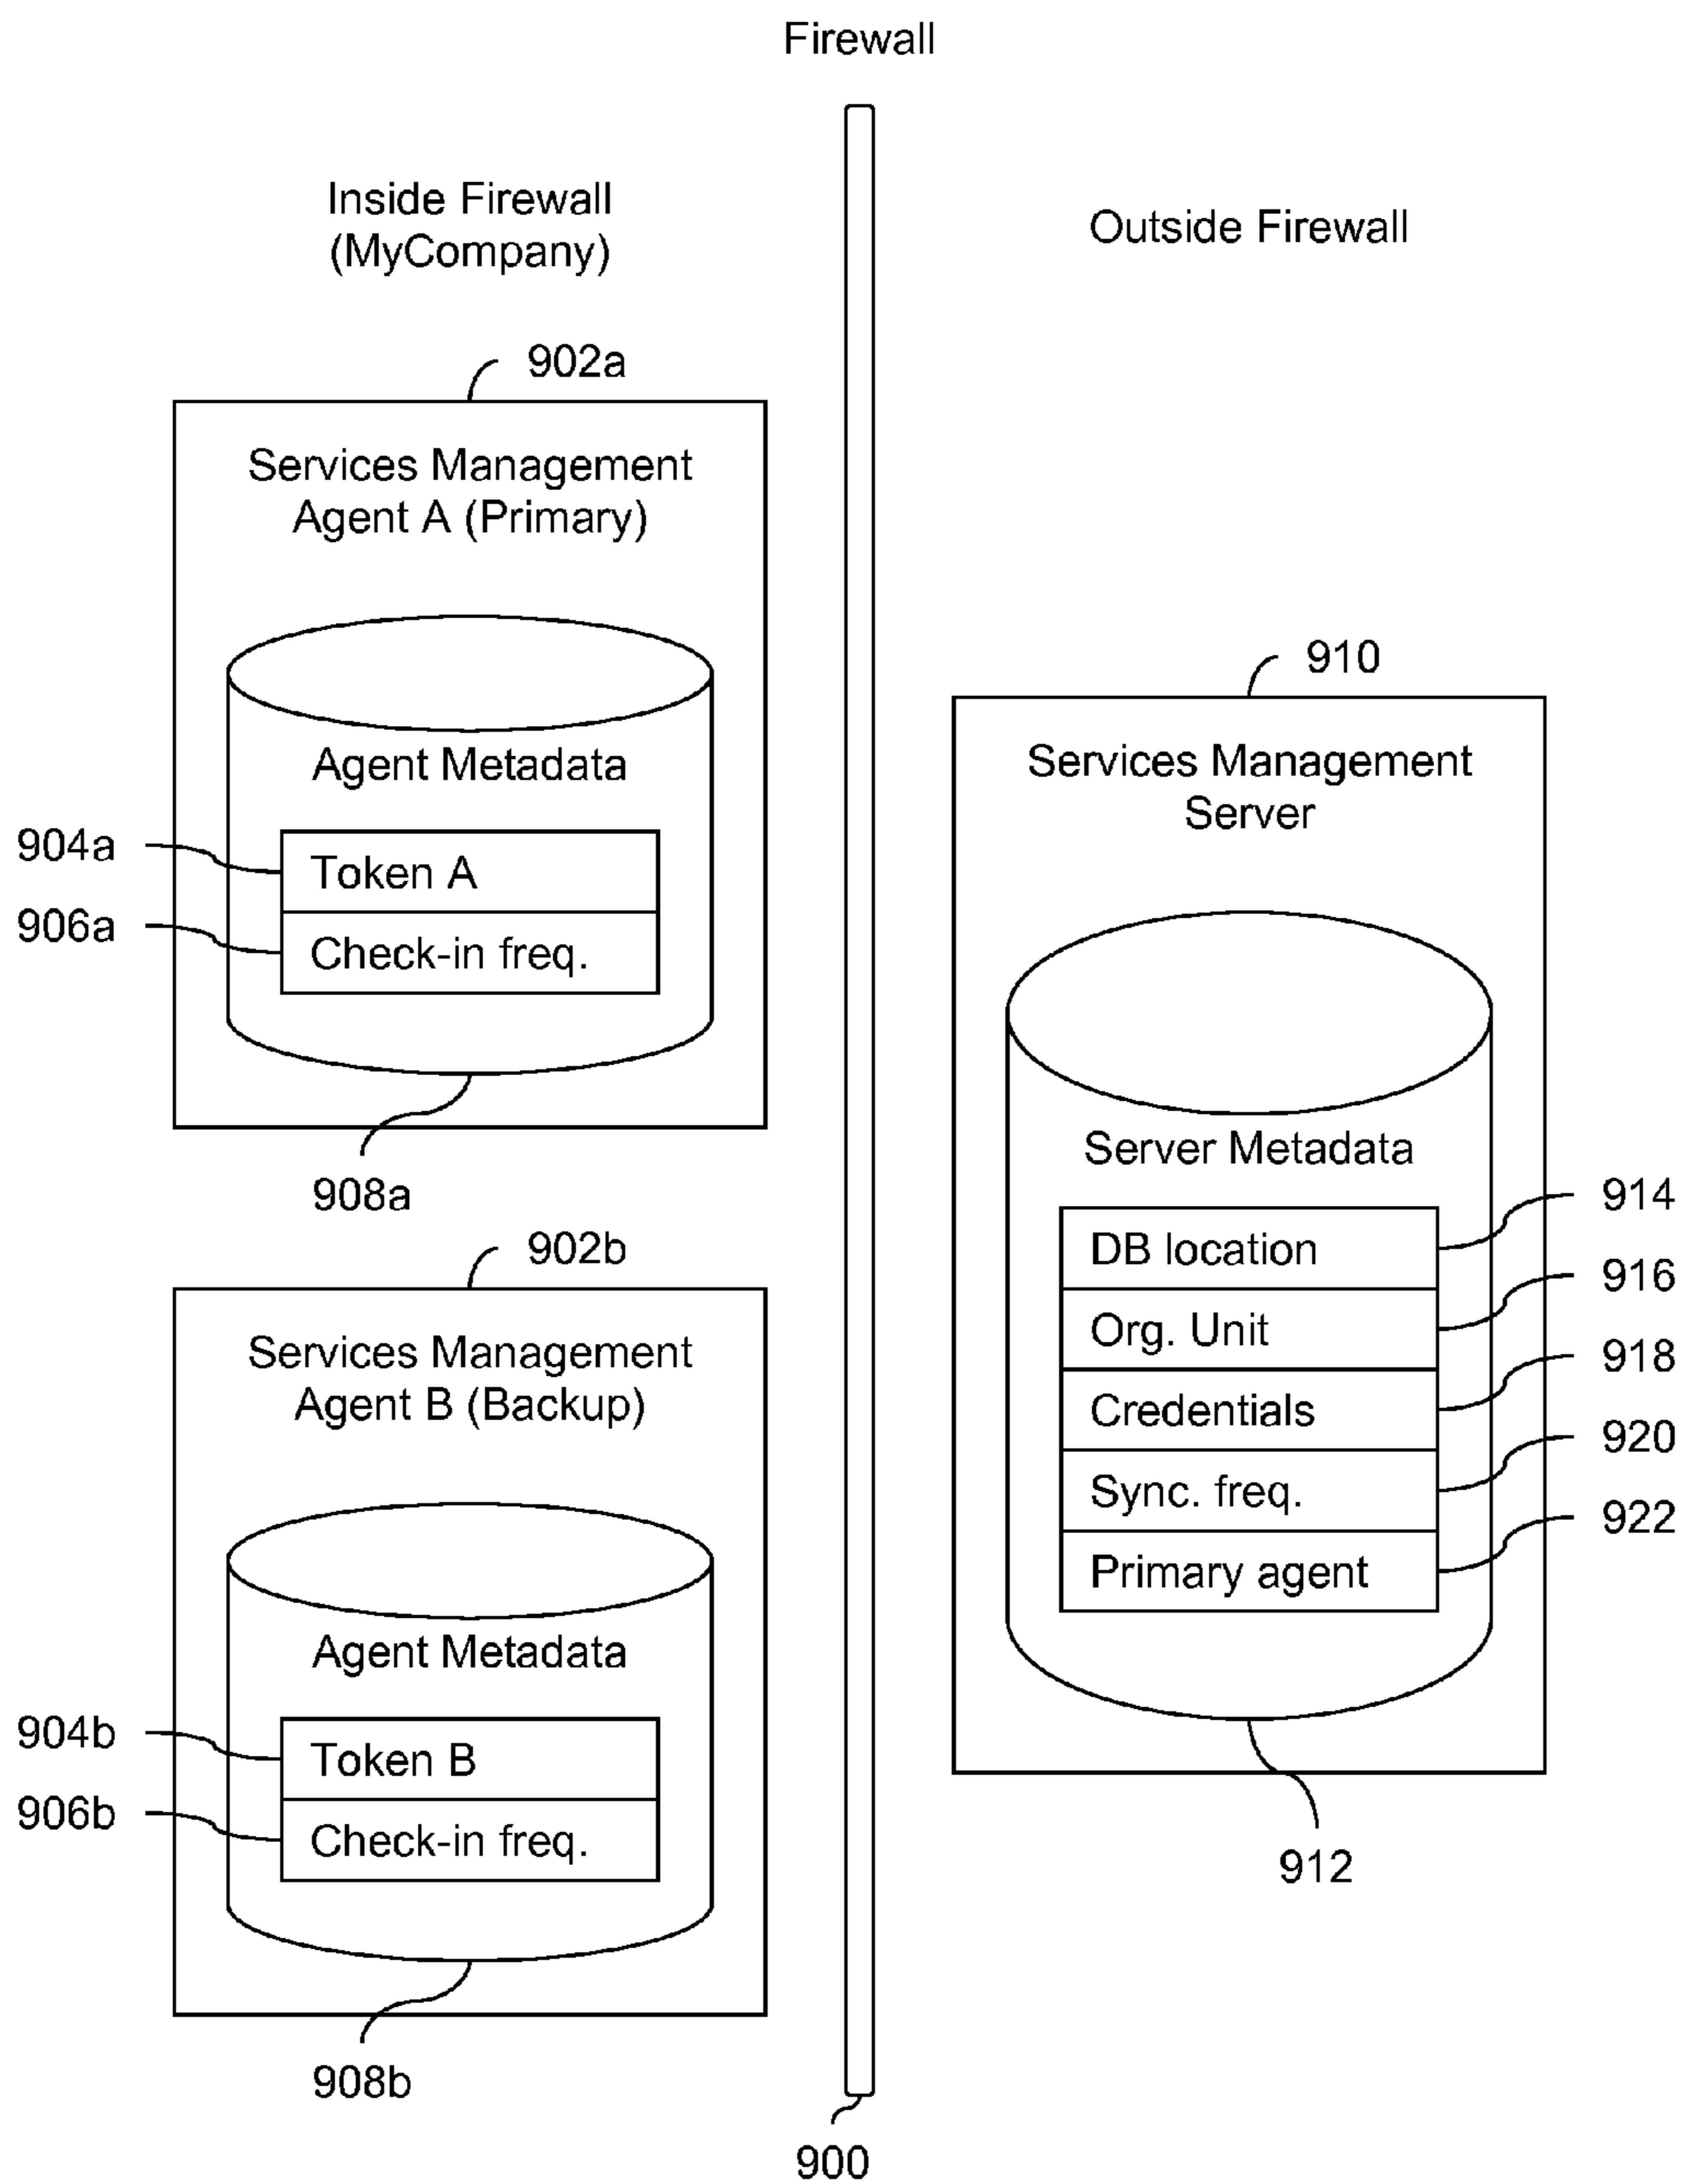 Firewall
Inside Firewall
(MyCompany)
Outside Firewall
902a
Services Management
Agent A (Primary)
Agent Metadata
904a
Token A
906a
Check-in freq.
908a
902b
Services Management
Agent B (Backup)
Agent Metadata
904b
Token B
906b
Check-in freq.
908b
910
Services Management
Server
Server Metadata
914
DB location
916
Org. Unit
918
Credentials
920
Sync. freq.
922
Primary agent
912
900